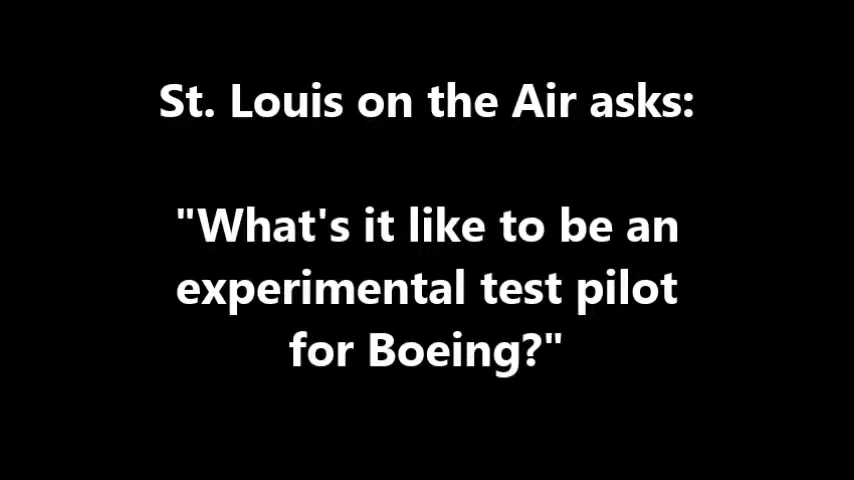 St. Louis on the Air asks:
"What's it like to be an
experimental test pilot
for Boeing?"